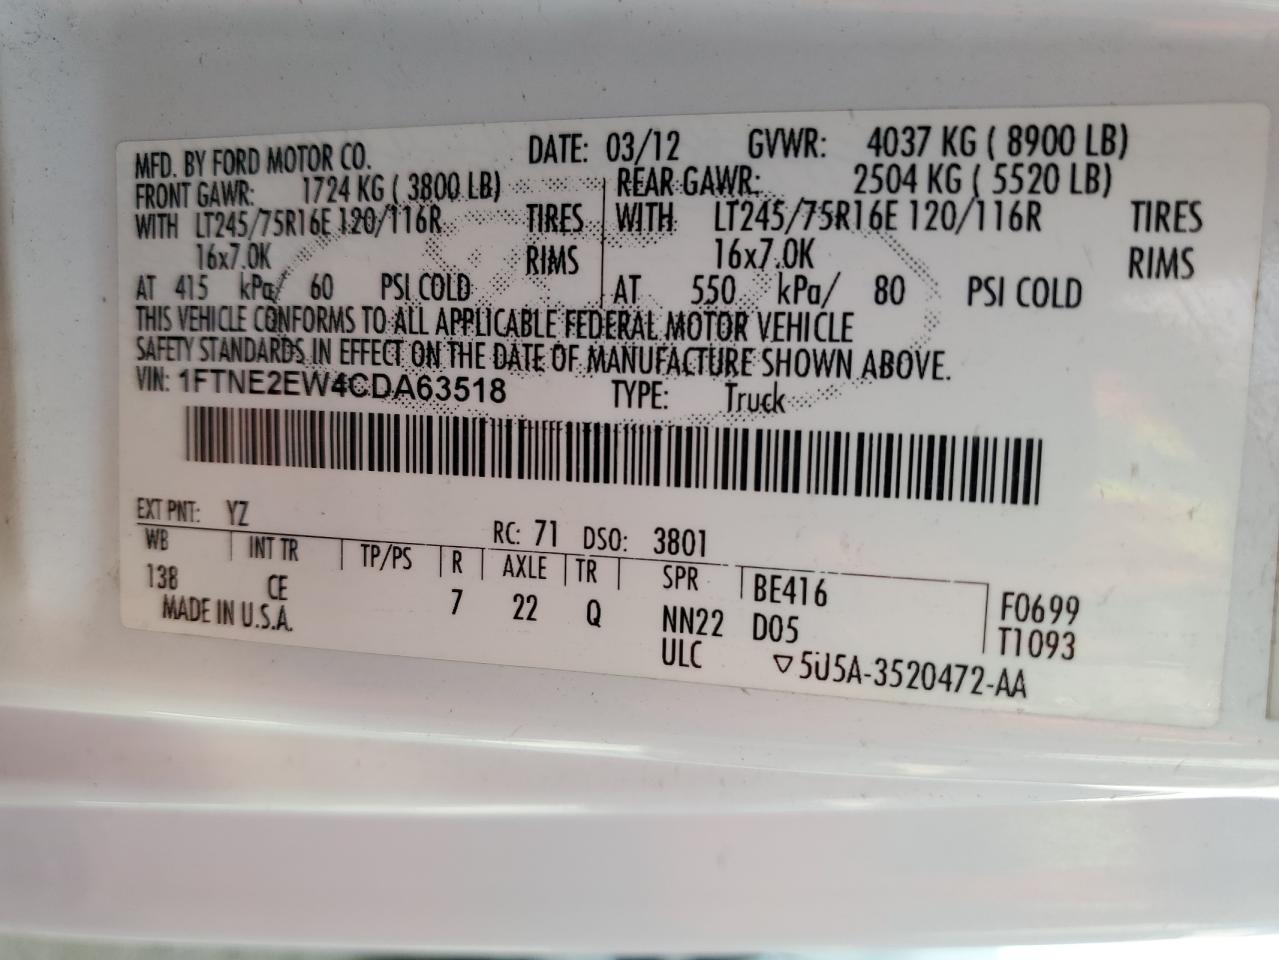 MFD. BY FORD MOTOR CO. DATE: 03/12 GVWR: 4037 KG ( 8900 LB)
FRONT GAWR: 1724 KG ( 3800 LB) REAR GAWR: 2504 KG ( 5520 LB)
WITH LT245/75R16E 120/116R TIRES WITH LT245/75R16E 120/116R TIRES
16x7.0K RIMS 16x7.0K RIMS
AT 415 kPa/ 60 PSI COLD AT 550 kPa/ 80 PSI COLD
THIS VEHICLE CONFORMS TO ALL APPLICABLE FEDERAL MOTOR VEHICLE
SAFETY STANDARDS IN EFFECT ON THE DATE OF MANUFACTURE SHOWN ABOVE.
VIN: 1FTNE2EW4CDA63518 TYPE: Truck
EXT PNT: YZ RC: 71 DSO: 3801
WB INT TR TP/PS R AXLE TR SPR BE416 F0699
138 CE 7 22 Q NN22 D05 T1093
MADE IN U.S.A. ULC ▽5U5A-3520472-AA